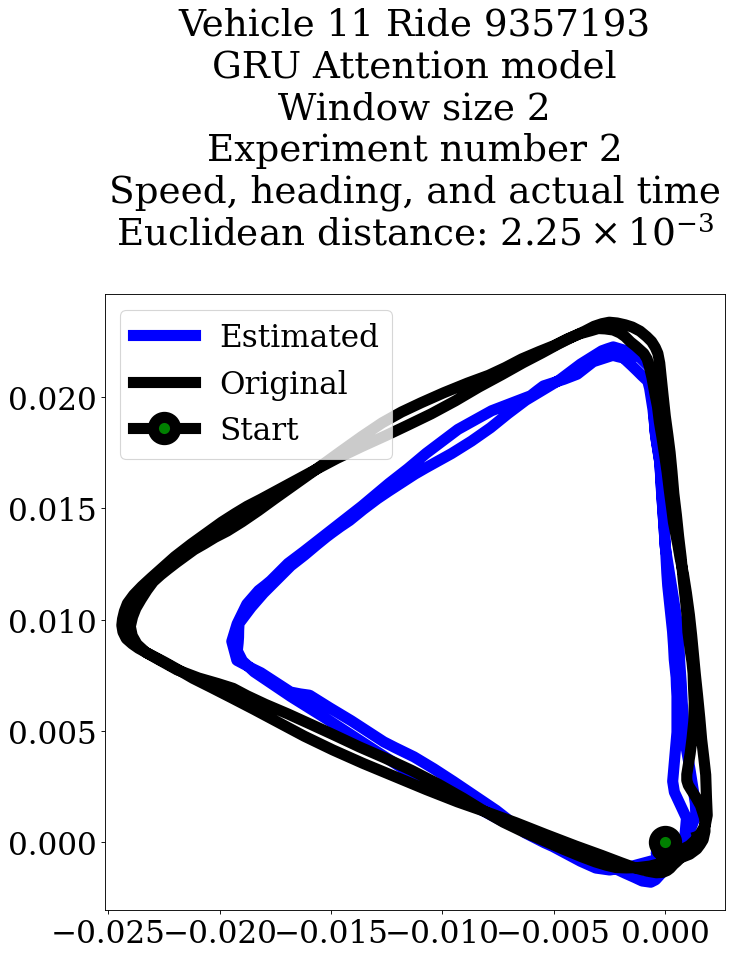 Vehicle 11 Ride 9357193
GRU Attention model
Window size 2
Experiment number 2
Speed, heading, and actual time
Euclidean distance: 2.25 × 10⁻³
Estimated
Original
Start
0.020
0.015
0.010
0.005
0.000
−0.025 −0.020 −0.015 −0.010 −0.005 0.000